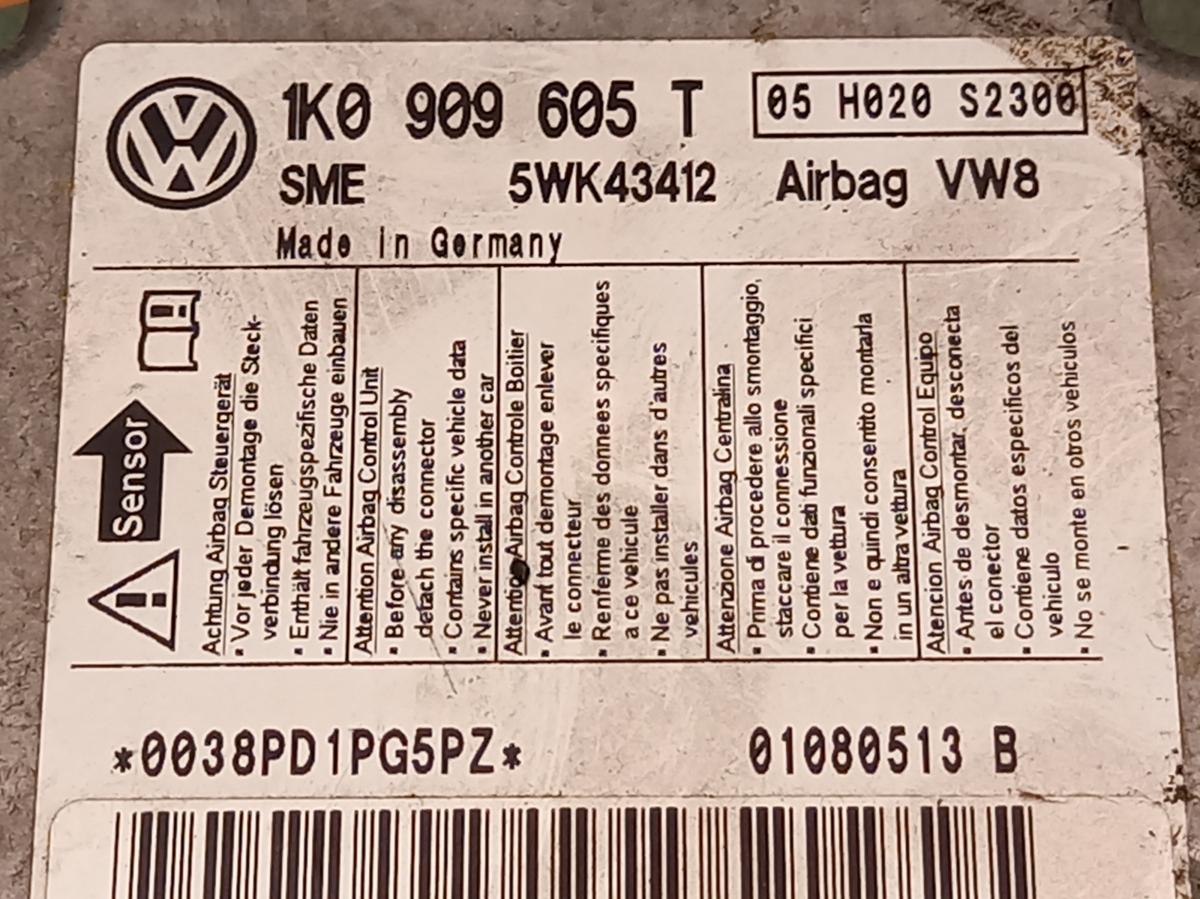 1K0 909 605 T
05 H020 S2300
SME 5WK43412 Airbag VW8
Made in Germany
Sensor
Achtung Airbag Steuergerät
• Vor jeder Demontage die Steck-
verbindung lösen
• Enthält fahrzeugspezifische Daten
• Nie in andere Fahrzeuge einbauen
Attention Airbag Control Unit
• Before any disassembly
detach the connector
• Contains specific vehicle data
• Never install in another car
Attention Airbag Controle Boitier
• Avant tout demontage enlever
le connecteur
• Renferme des donnees specifiques
a ce vehicule
• Ne pas installer dans d'autres
vehicules
Attenzione Airbag Centralina
• Prima di procedere allo smontaggio,
staccare il connessione
• Contiene dati funzionali specifici
per la vettura
• Non e quindi consentito montarla
in un altra vettura
Atencion Airbag Control Equipo
• Antes de desmontar, desconecta
el conector
• Contiene datos especificos del
vehiculo
• No se monte en otros vehiculos
*0038PD1PG5PZ* 01080513 B